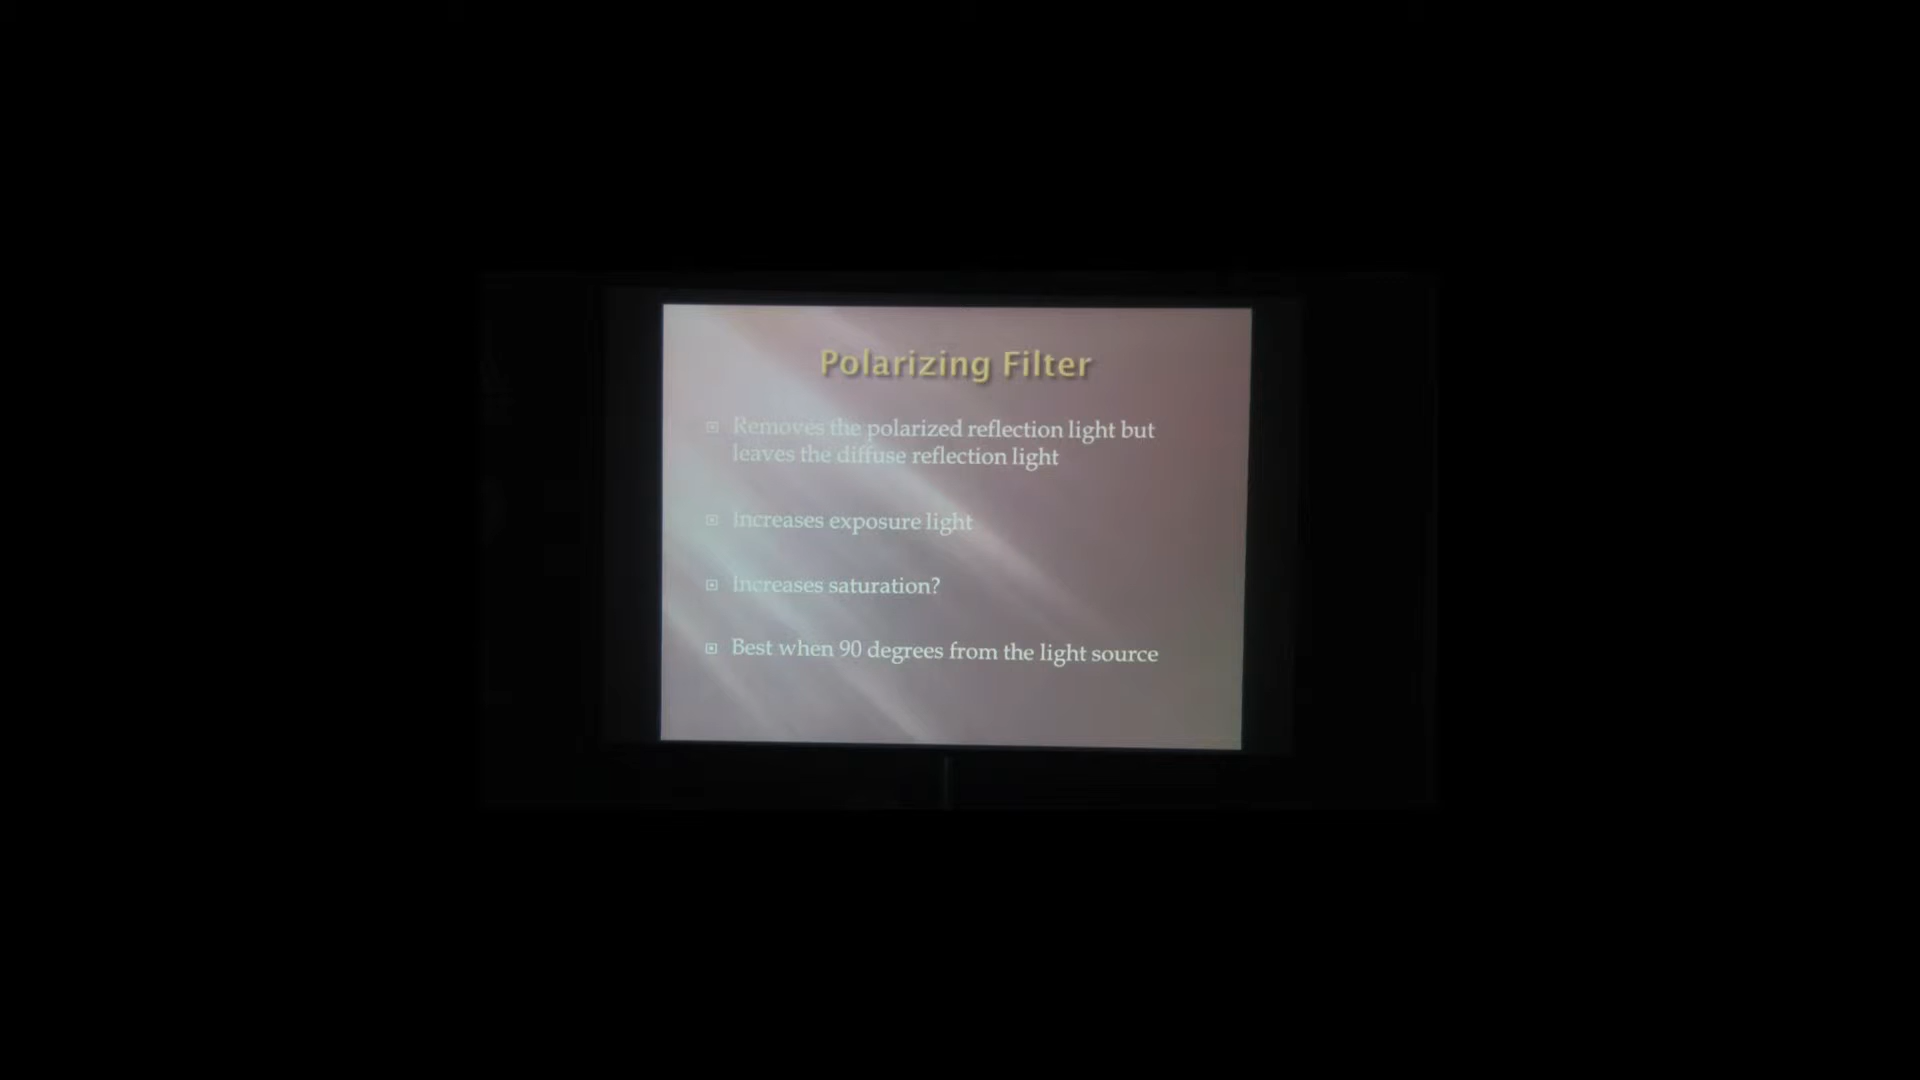 Polarizing Filter
Removes the polarized reflection light but
leaves the diffuse reflection light
Increases exposure light
Increases saturation?
Best when 90 degrees from the light source